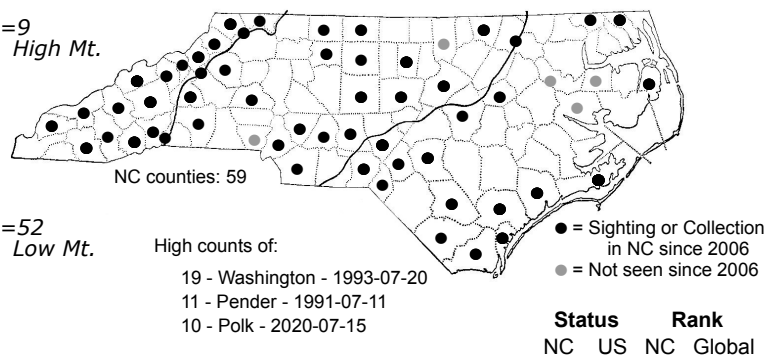 =9
High Mt.
NC counties: 59
=52
Low Mt.
High counts of:
19 - Washington - 1993-07-20
11 - Pender - 1991-07-11
10 - Polk - 2020-07-15
= Sighting or Collection
in NC since 2006
= Not seen since 2006
Status Rank
NC US NC Global